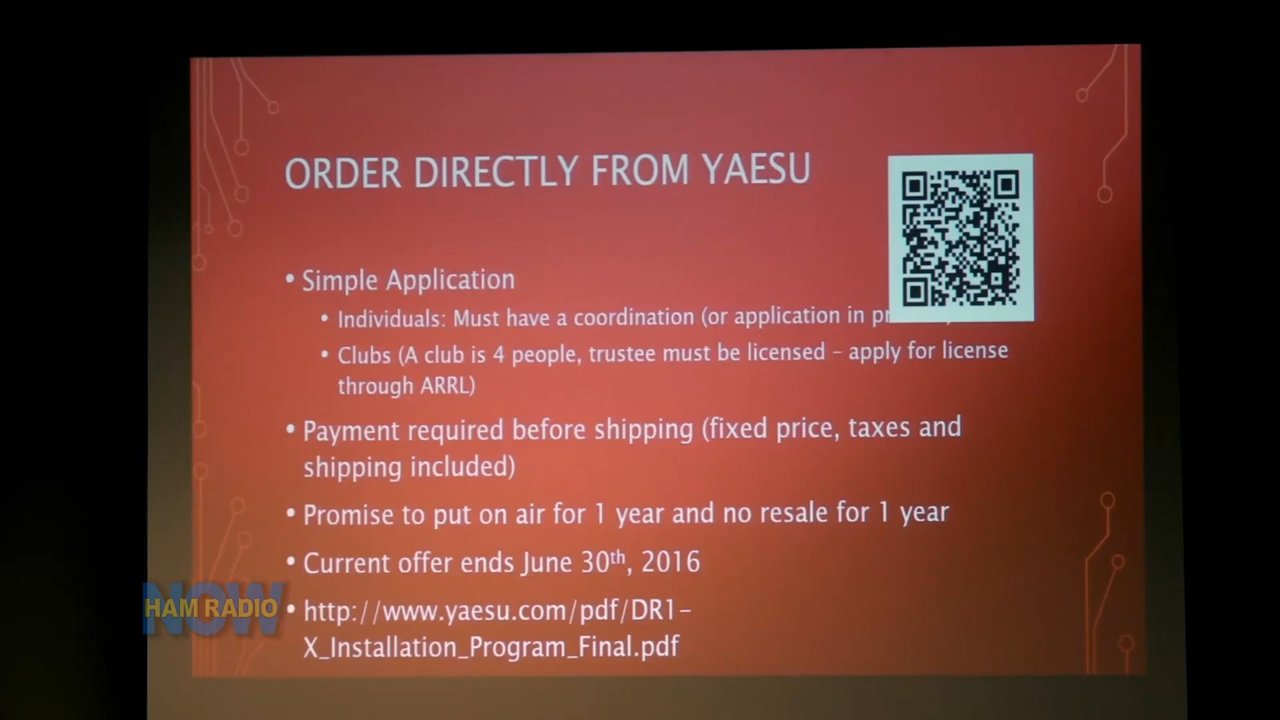 ORDER DIRECTLY FROM YAESU
• Simple Application
• Individuals: Must have a coordination (or application in
• Clubs (A club is 4 people, trustee must be licensed – apply for license
through ARRL)
• Payment required before shipping (fixed price, taxes and
shipping included)
• Promise to put on air for 1 year and no resale for 1 year
• Current offer ends June 30th, 2016
• http://www.yaesu.com/pdf/DR1-
X_Installation_Program_Final.pdf
HAM RADIO
NOW